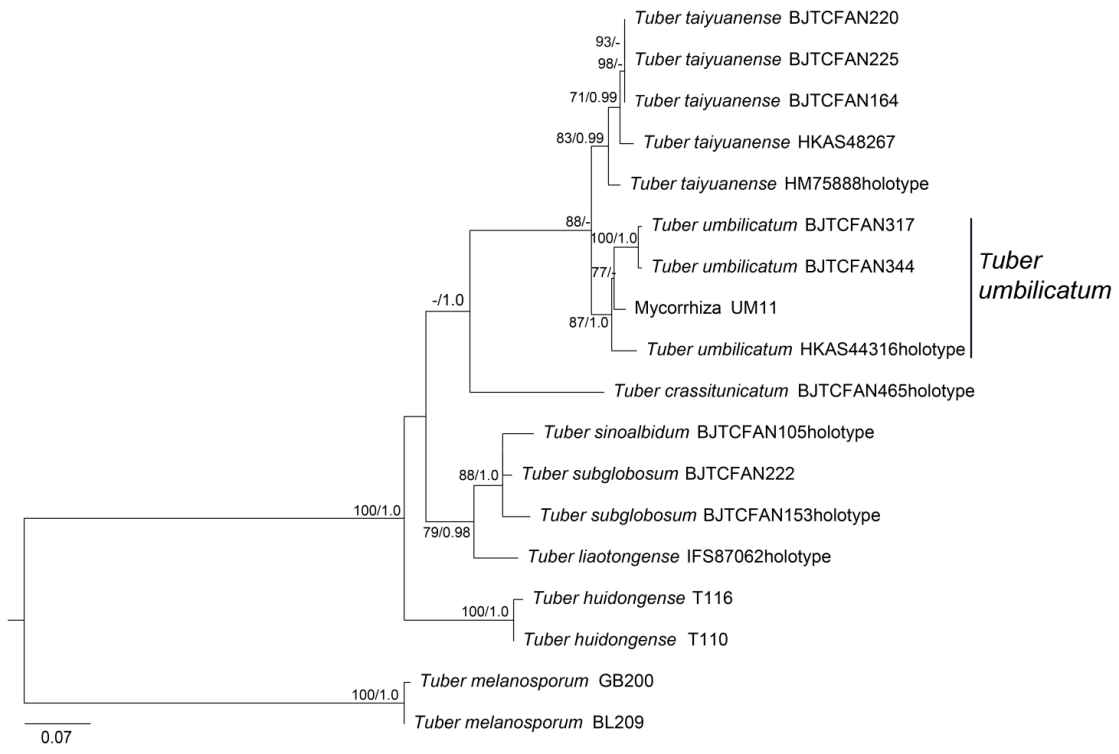 Tuber taiyuanense BJTCFAN220
93/-
Tuber taiyuanense BJTCFAN225
98/-
Tuber taiyuanense BJTCFAN164
71/0.99
Tuber taiyuanense HKAS48267
83/0.99
Tuber taiyuanense HM75888holotype
Tuber umbilicatum BJTCFAN317
88/-
100/1.0
Tuber umbilicatum BJTCFAN344
77/-
Tuber
umbilicatum
Mycorrhiza UM11
-/1.0
87/1.0
Tuber umbilicatum HKAS44316holotype
Tuber crassitunicatum BJTCFAN465holotype
Tuber sinoalbidum BJTCFAN105holotype
88/1.0
Tuber subglobosum BJTCFAN222
Tuber subglobosum BJTCFAN153holotype
100/1.0
79/0.98
Tuber liaotongense IFS87062holotype
Tuber huidongense T116
100/1.0
Tuber huidongense T110
Tuber melanosporum GB200
100/1.0
Tuber melanosporum BL209
0.07